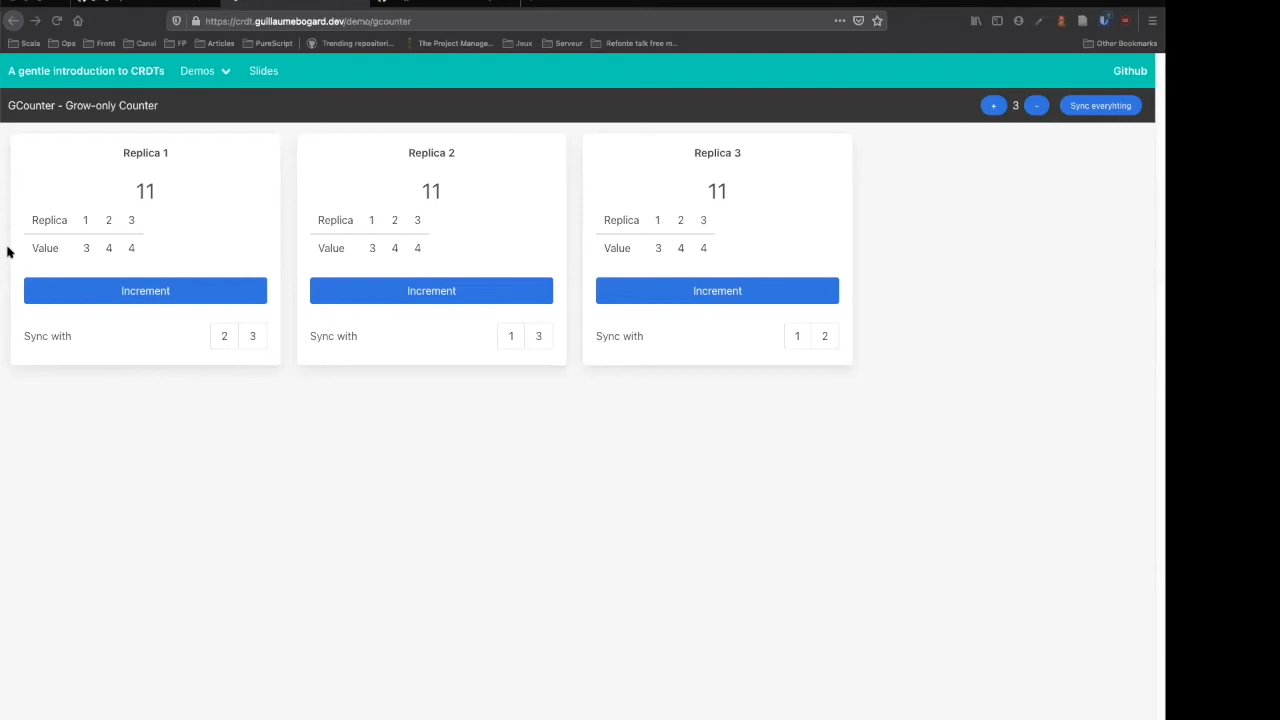 https://crdt.guillaumebogard.dev/demo/gcounter
Scala Ops Front Canal FP Articles PureScript Trending repositori... The Project Manage... Jeux Serveur Refonte talk free m... Other Bookmarks
A gentle introduction to CRDTs Demos Slides Github
GCounter - Grow-only Counter + 3 - Sync everyhting
Replica 1
11
Replica 1 2 3
Value 3 4 4
Increment
Sync with 2 3
Replica 2
11
Replica 1 2 3
Value 3 4 4
Increment
Sync with 1 3
Replica 3
11
Replica 1 2 3
Value 3 4 4
Increment
Sync with 1 2